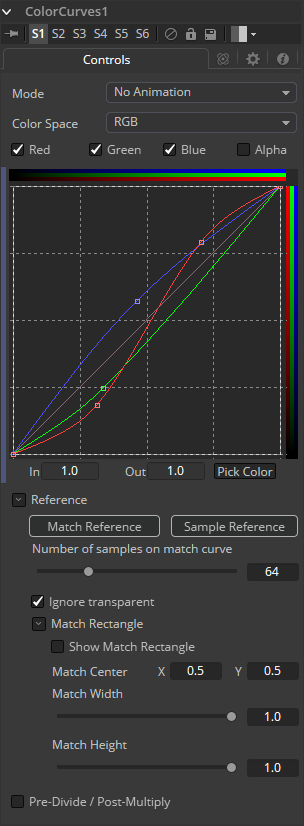 ColorCurves1
S1 S2 S3 S4 S5 S6
Controls
Mode No Animation
Color Space RGB
Red Green Blue Alpha
In 1.0 Out 1.0 Pick Color
Reference
Match Reference Sample Reference
Number of samples on match curve
64
Ignore transparent
Match Rectangle
Show Match Rectangle
Match Center X 0.5 Y 0.5
Match Width
1.0
Match Height
1.0
Pre-Divide / Post-Multiply